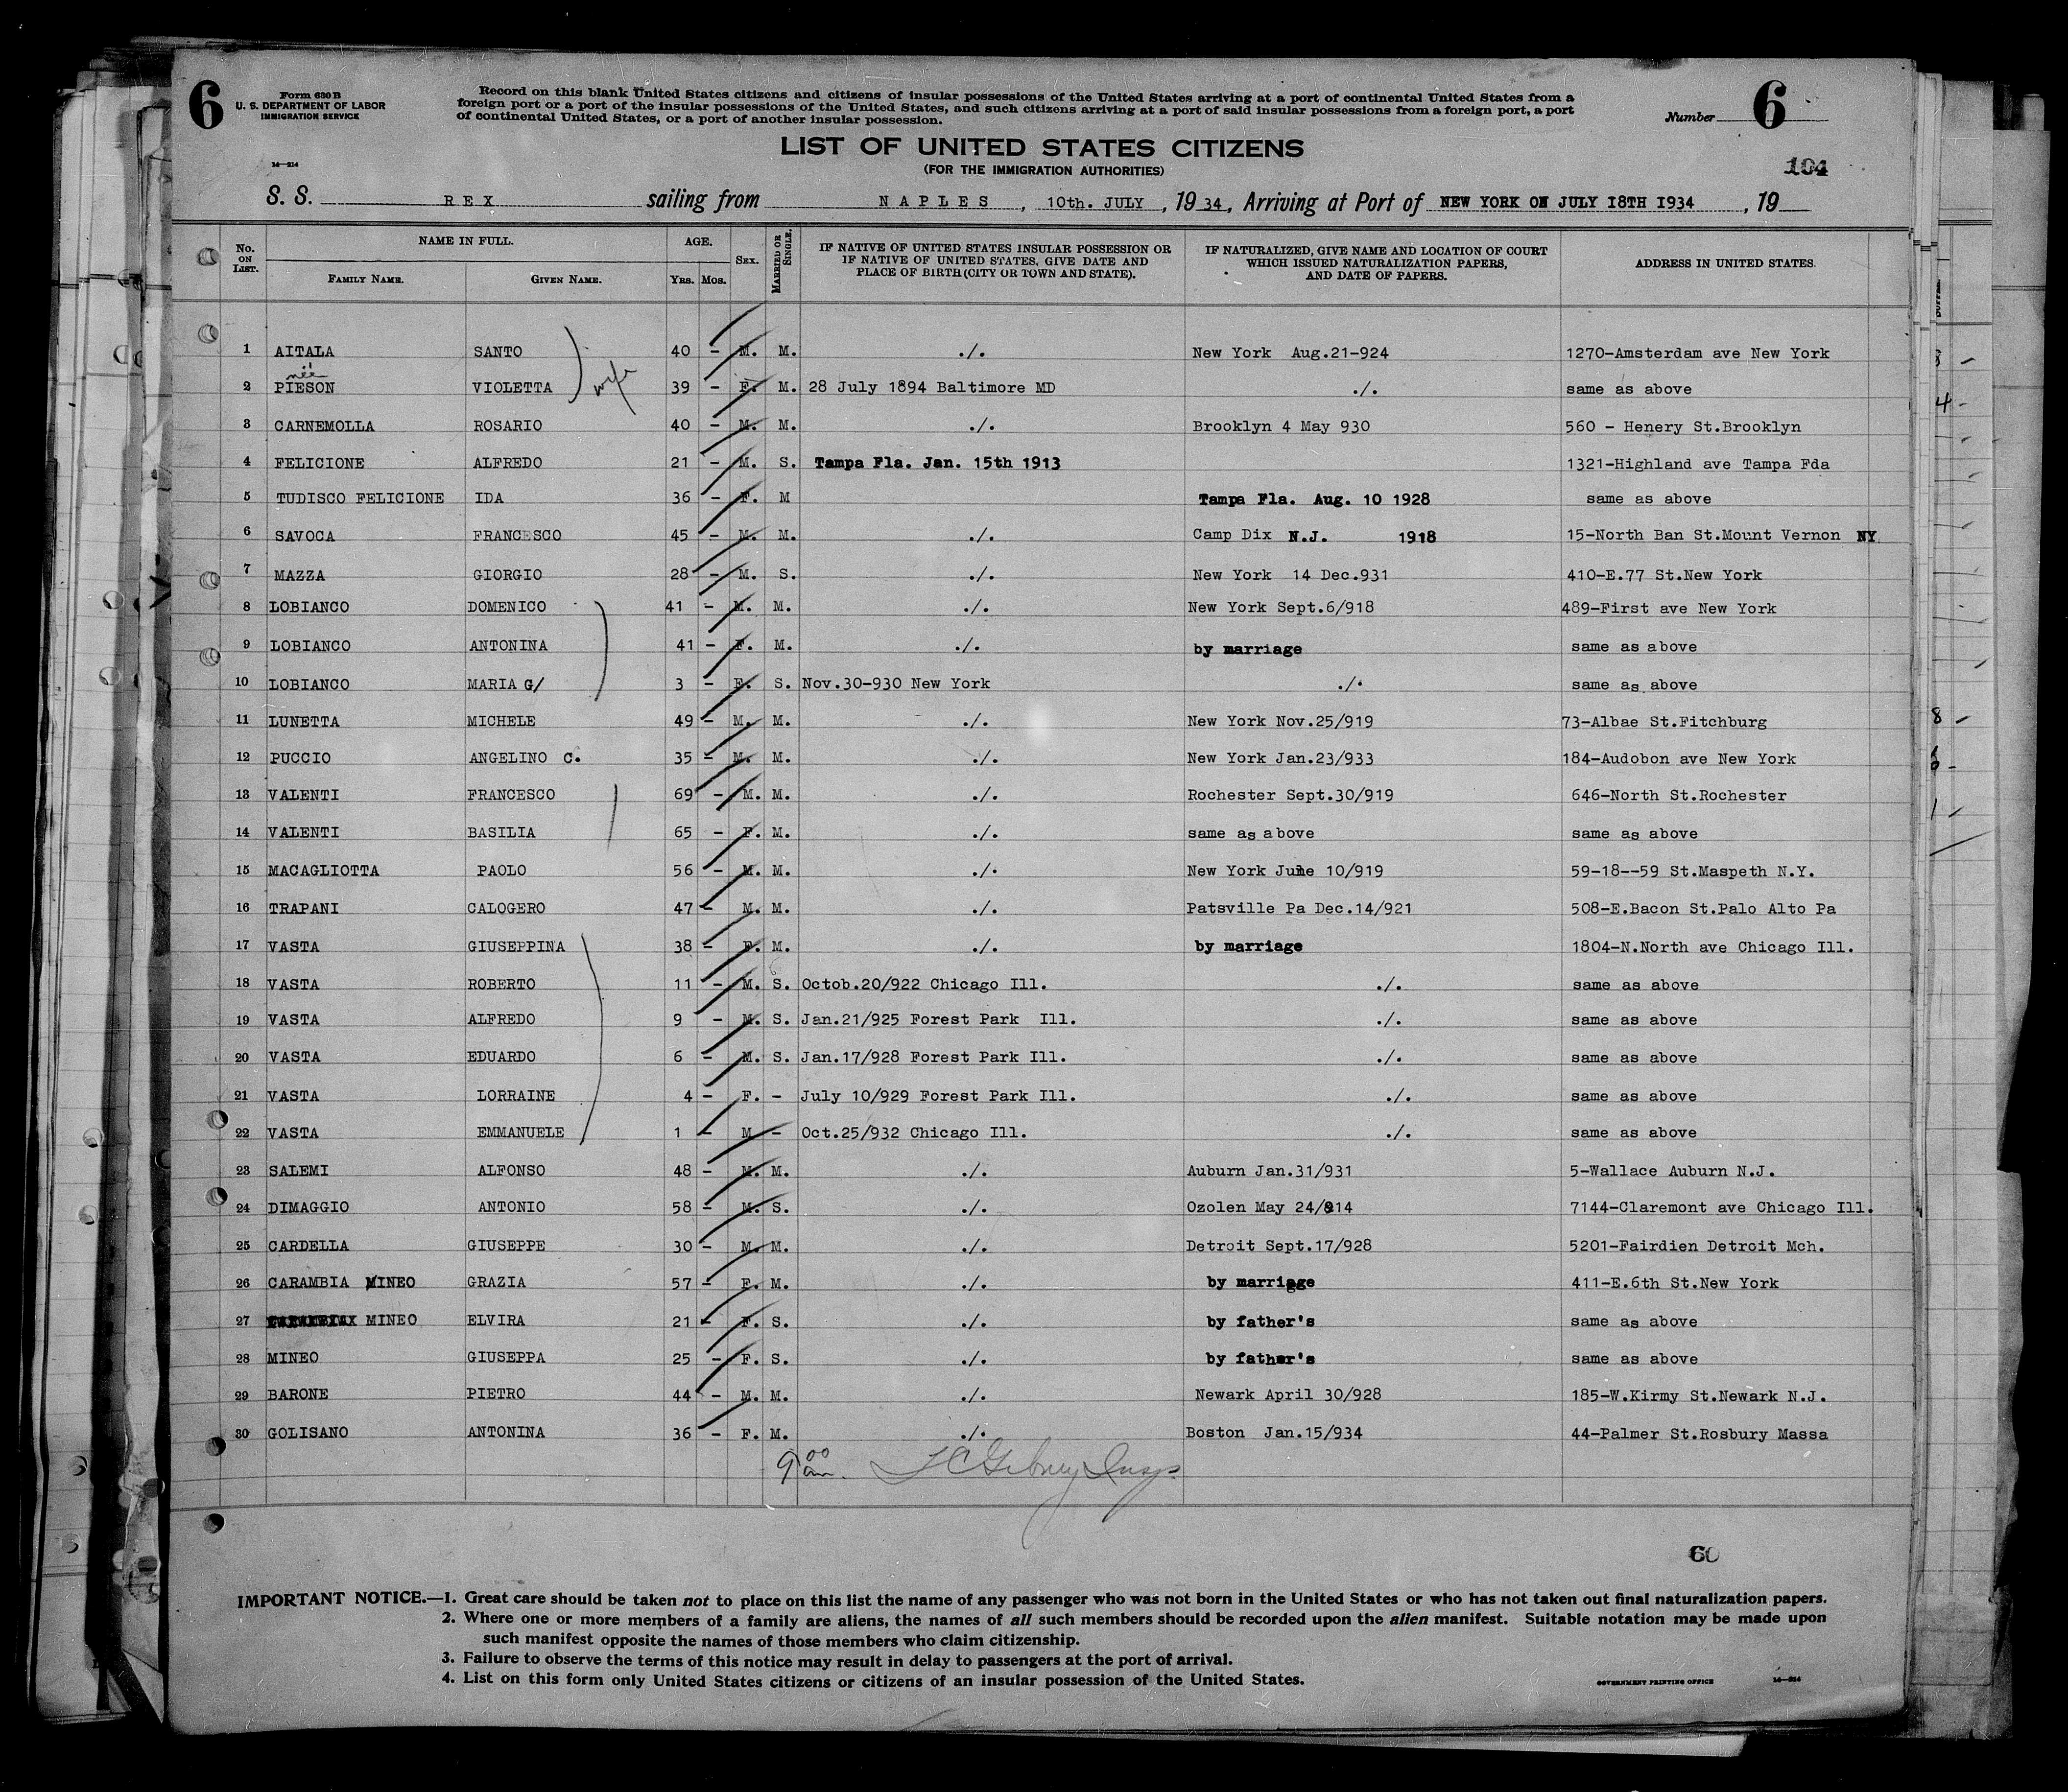 6
Form 630 B
U. S. DEPARTMENT OF LABOR
IMMIGRATION SERVICE
14—214
Record on this blank United States citizens and citizens of insular possessions of the United States arriving at a port of continental United States from a
foreign port or a port of the insular possessions of the United States, and such citizens arriving at a port of said insular possessions from a foreign port, a port
of continental United States, or a port of another insular possession.
Number 6
LIST OF UNITED STATES CITIZENS
(FOR THE IMMIGRATION AUTHORITIES)
104
S. S. REX sailing from NAPLES, 10th. JULY, 19 34, Arriving at Port of NEW YORK ON JULY 18TH 1934, 19
No. ON LIST. NAME IN FULL. FAMILY NAME. GIVEN NAME. AGE. YRS. MOS. SEX. MARRIED OR SINGLE. IF NATIVE OF UNITED STATES INSULAR POSSESSION OR IF NATIVE OF UNITED STATES, GIVE DATE AND PLACE OF BIRTH (CITY OR TOWN AND STATE). IF NATURALIZED, GIVE NAME AND LOCATION OF COURT WHICH ISSUED NATURALIZATION PAPERS, AND DATE OF PAPERS. ADDRESS IN UNITED STATES.
1 AITALA SANTO 40 - M. M. ./. New York Aug.21-924 1270-Amsterdam ave New York
née
2 PIESON VIOLETTA wife 39 - F. M. 28 July 1894 Baltimore MD ./. same as above
3 CARNEMOLLA ROSARIO 40 - M. M. ./. Brooklyn 4 May 930 560 - Henery St.Brooklyn
4 FELICIONE ALFREDO 21 - M. S. Tampa Fla. Jan. 15th 1913 1321-Highland ave Tampa Fda
5 TUDISCO FELICIONE IDA 36 - F. M Tampa Fla. Aug. 10 1928 same as above
6 SAVOCA FRANCESCO 45 - M. M. ./. Camp Dix N.J. 1918 15-North Ban St.Mount Vernon NY
7 MAZZA GIORGIO 28 - M. S. ./. New York 14 Dec.931 410-E.77 St.New York
8 LOBIANCO DOMENICO 41 - M. M. ./. New York Sept.6/918 489-First ave New York
9 LOBIANCO ANTONINA 41 - F. M. ./. by marriage same as above
10 LOBIANCO MARIA G/ 3 - F. S. Nov.30-930 New York ./. same as above
11 LUNETTA MICHELE 49 - M. M. ./. New York Nov.25/919 73-Albae St.Fitchburg
12 PUCCIO ANGELINO C. 35 - M. M. ./. New York Jan.23/933 184-Audobon ave New York
13 VALENTI FRANCESCO 69 - M. M. ./. Rochester Sept.30/919 646-North St.Rochester
14 VALENTI BASILIA 65 - F. M. ./. same as above same as above
15 MACAGLIOTTA PAOLO 56 - M. M. ./. New York June 10/919 59-18--59 St.Maspeth N.Y.
16 TRAPANI CALOGERO 47 - M. M. ./. Patsville Pa Dec.14/921 508-E.Bacon St.Palo Alto Pa
17 VASTA GIUSEPPINA 38 - F. M. ./. by marriage 1804-N.North ave Chicago Ill.
18 VASTA ROBERTO 11 - M. S. Octob.20/922 Chicago Ill. ./. same as above
19 VASTA ALFREDO 9 - M. S. Jan.21/925 Forest Park Ill. ./. same as above
20 VASTA EDUARDO 6 - M. S. Jan.17/928 Forest Park Ill. ./. same as above
21 VASTA LORRAINE 4 - F. - July 10/929 Forest Park Ill. ./. same as above
22 VASTA EMMANUELE 1 - M - Oct.25/932 Chicago Ill. ./. same as above
23 SALEMI ALFONSO 48 - M. M. ./. Auburn Jan.31/931 5-Wallace Auburn N.J.
24 DIMAGGIO ANTONIO 58 - M. S. ./. Ozolen May 24/914 7144-Claremont ave Chicago Ill.
25 CARDELLA GIUSEPPE 30 - M. M. ./. Detroit Sept.17/928 5201-Fairdien Detroit Mch.
26 CARAMBIA MINEO GRAZIA 57 - F. M. ./. by marriage 411-E.6th St.New York
27 MINEO ELVIRA 21 - F. S. ./. by father's same as above
28 MINEO GIUSEPPA 25 - F. S. ./. by father's same as above
29 BARONE PIETRO 44 - M. M. ./. Newark April 30/928 185-W.Kirmy St.Newark N.J.
30 GOLISANO ANTONINA 36 - F. M. ./. Boston Jan.15/934 44-Palmer St.Rosbury Massa
9 00 am.
60
IMPORTANT NOTICE.—1. Great care should be taken not to place on this list the name of any passenger who was not born in the United States or who has not taken out final naturalization papers.
2. Where one or more members of a family are aliens, the names of all such members should be recorded upon the alien manifest. Suitable notation may be made upon
such manifest opposite the names of those members who claim citizenship.
3. Failure to observe the terms of this notice may result in delay to passengers at the port of arrival.
4. List on this form only United States citizens or citizens of an insular possession of the United States.
GOVERNMENT PRINTING OFFICE 14—214